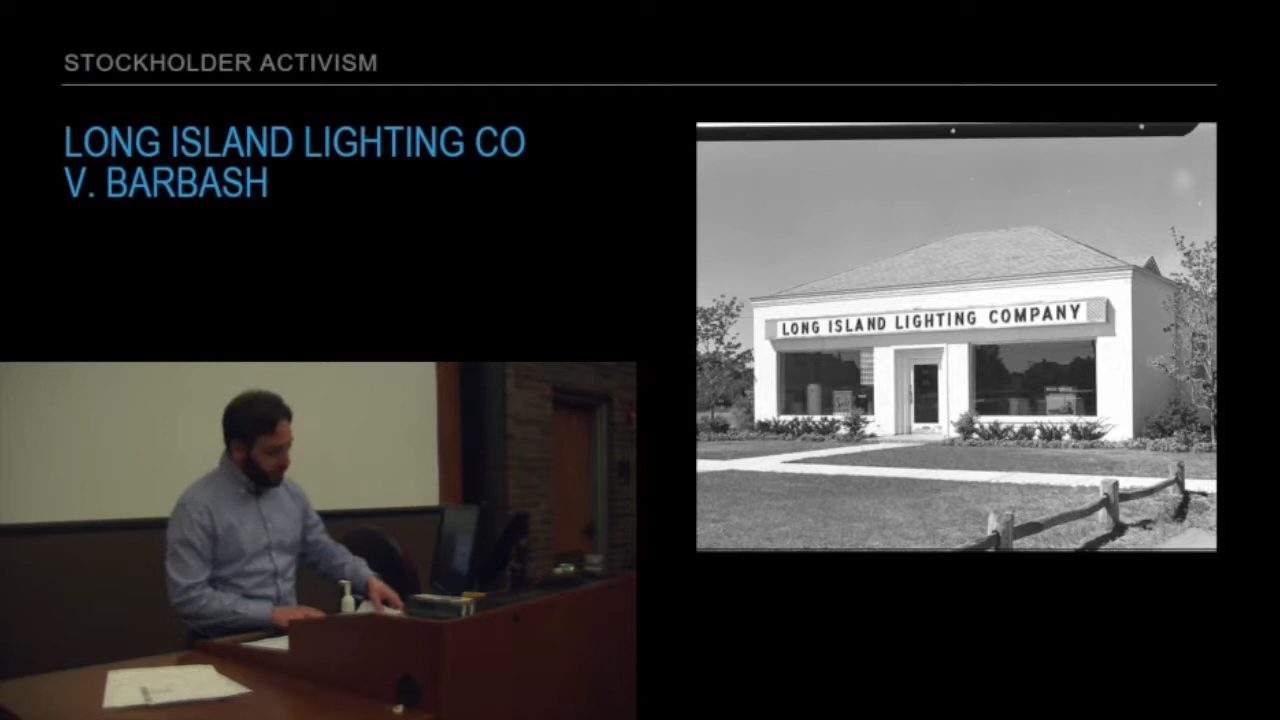 STOCKHOLDER ACTIVISM
LONG ISLAND LIGHTING CO
V. BARBASH
LONG ISLAND LIGHTING COMPANY